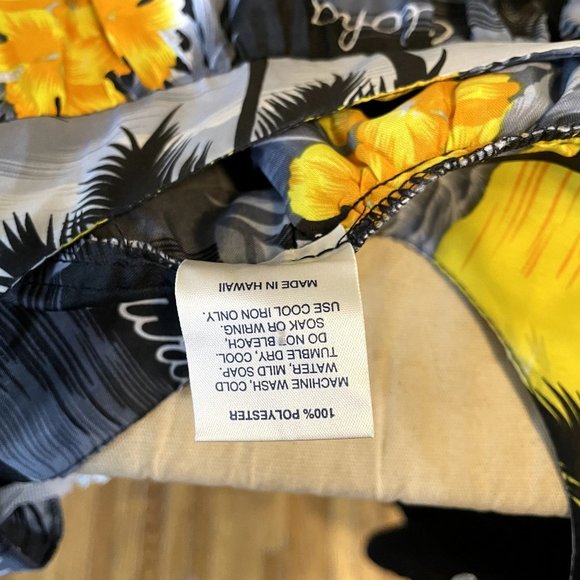 Aloha
100% POLYESTER
MACHINE WASH, COLD
WATER, MILD SOAP.
TUMBLE DRY, COOL.
DO NOT BLEACH,
SOAK OR WRING.
USE COOL IRON ONLY.
MADE IN HAWAII